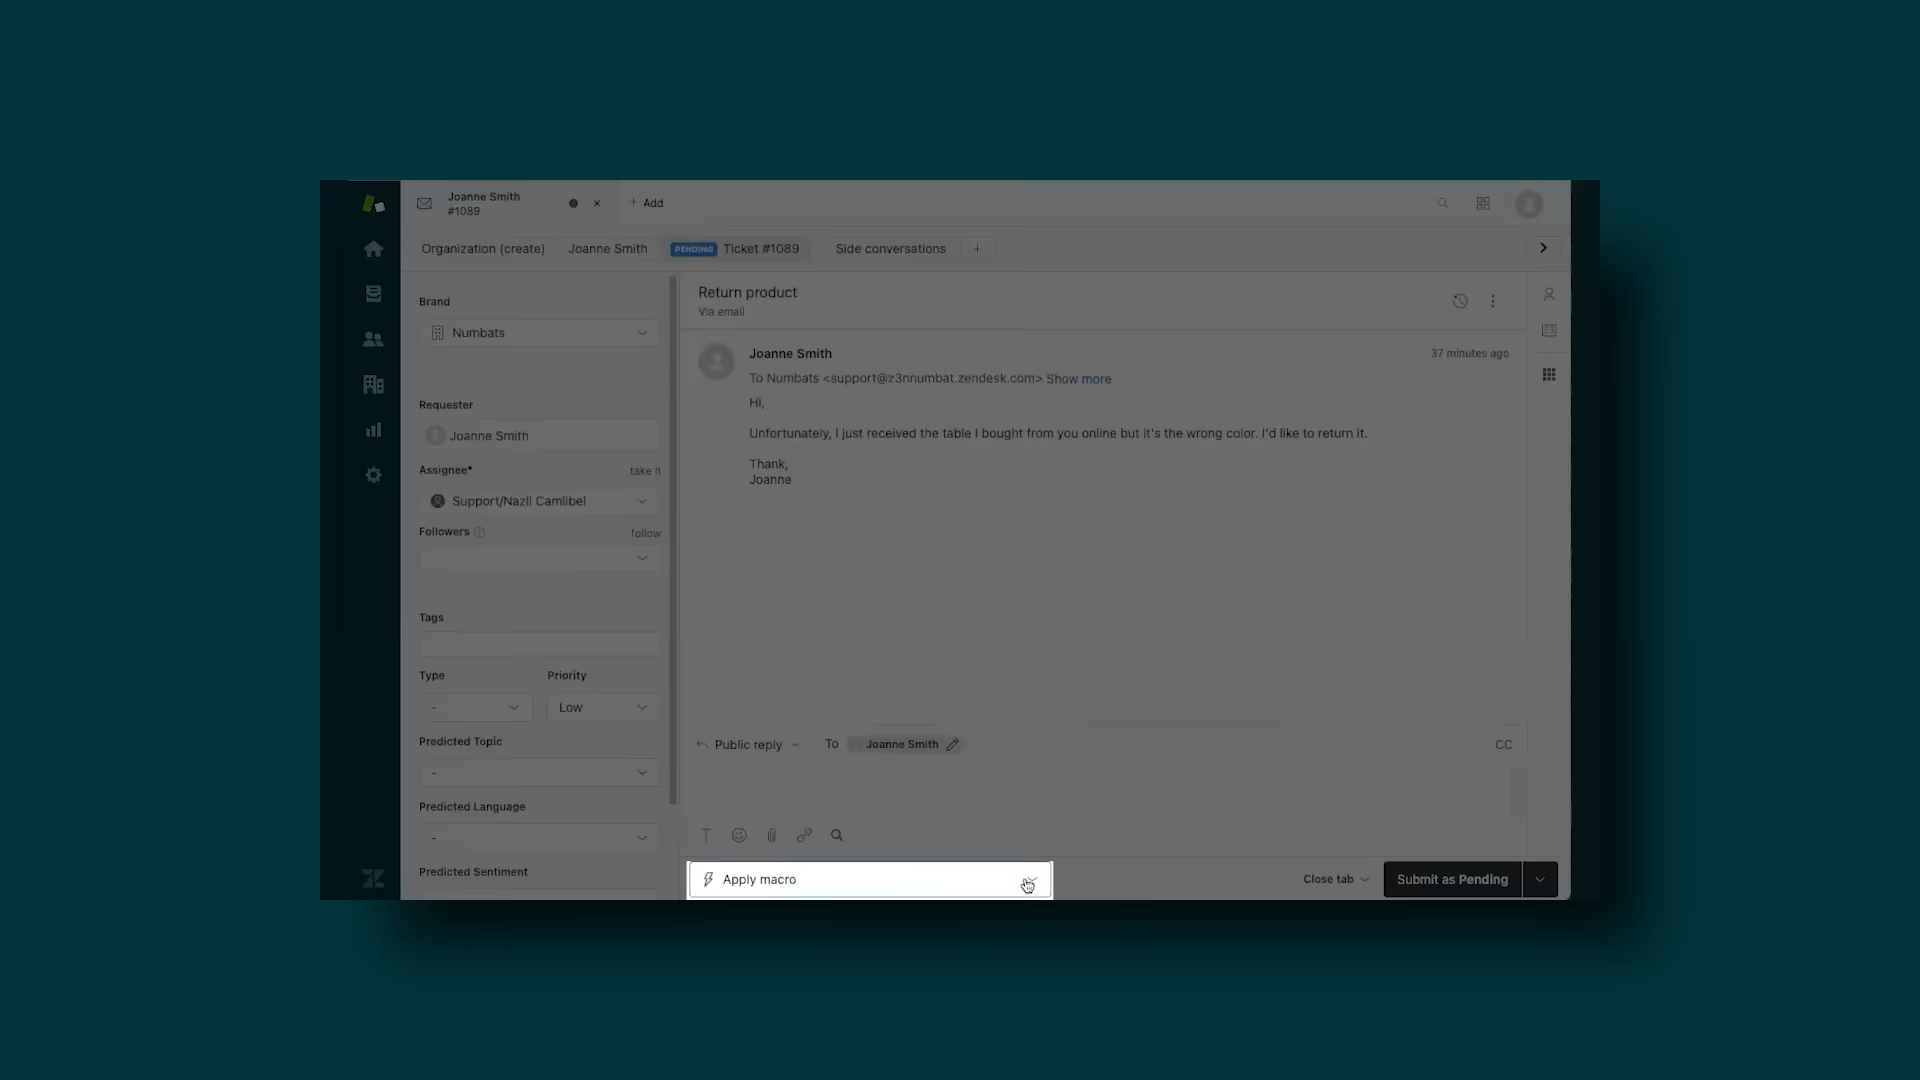 Joanne Smith
#1089
+ Add
Organization (create)
Joanne Smith
PENDING Ticket #1089
Side conversations
+
Brand
Numbats
Requester
Joanne Smith
Assignee* take it
Support/Nazli Camlibel
Followers follow
Tags
Type Priority
- Low
Predicted Topic
-
Predicted Language
-
Predicted Sentiment
Return product
Via email
Joanne Smith 37 minutes ago
To Numbats <support@z3nnumbat.zendesk.com> Show more
Hi,
Unfortunately, I just received the table I bought from you online but it's the wrong color. I'd like to return it.
Thank,
Joanne
Public reply To Joanne Smith CC
Apply macro
Close tab Submit as Pending